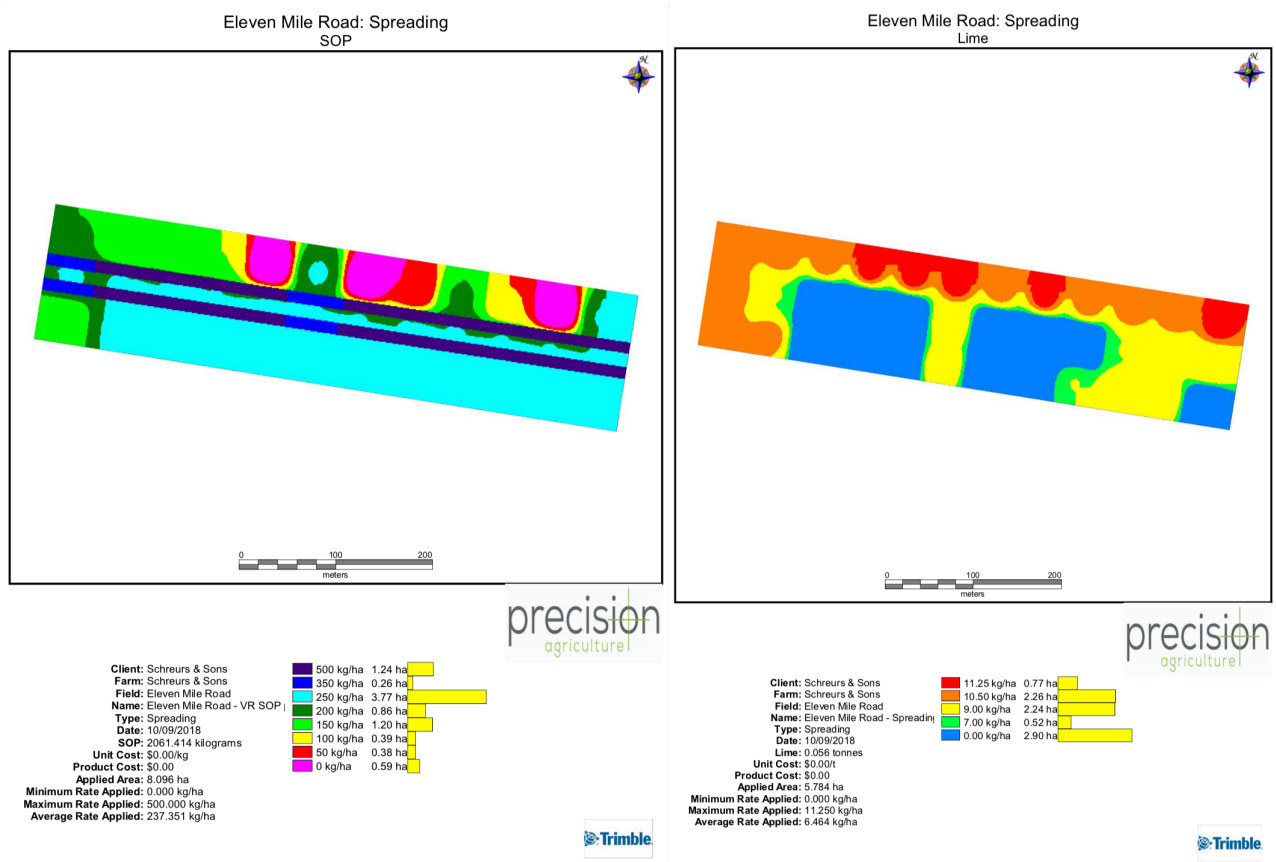 Eleven Mile Road: Spreading
SOP
N
0 100 200
meters
precision
agriculture
Client: Schreurs & Sons
Farm: Schreurs & Sons
Field: Eleven Mile Road
Name: Eleven Mile Road - VR SOP
Type: Spreading
Date: 10/09/2018
SOP: 2061.414 kilograms
Unit Cost: $0.00/kg
Product Cost: $0.00
Applied Area: 8.096 ha
Minimum Rate Applied: 0.000 kg/ha
Maximum Rate Applied: 500.000 kg/ha
Average Rate Applied: 237.351 kg/ha
500 kg/ha 1.24 ha
350 kg/ha 0.26 ha
250 kg/ha 3.77 ha
200 kg/ha 0.86 ha
150 kg/ha 1.20 ha
100 kg/ha 0.39 ha
50 kg/ha 0.38 ha
0 kg/ha 0.59 ha
Trimble
Eleven Mile Road: Spreading
Lime
N
0 100 200
meters
precision
agriculture
Client: Schreurs & Sons
Farm: Schreurs & Sons
Field: Eleven Mile Road
Name: Eleven Mile Road - Spreading
Type: Spreading
Date: 10/09/2018
Lime: 0.056 tonnes
Unit Cost: $0.00/t
Product Cost: $0.00
Applied Area: 5.784 ha
Minimum Rate Applied: 0.000 kg/ha
Maximum Rate Applied: 11.250 kg/ha
Average Rate Applied: 6.464 kg/ha
11.25 kg/ha 0.77 ha
10.50 kg/ha 2.26 ha
9.00 kg/ha 2.24 ha
7.00 kg/ha 0.52 ha
0.00 kg/ha 2.90 ha
Trimble